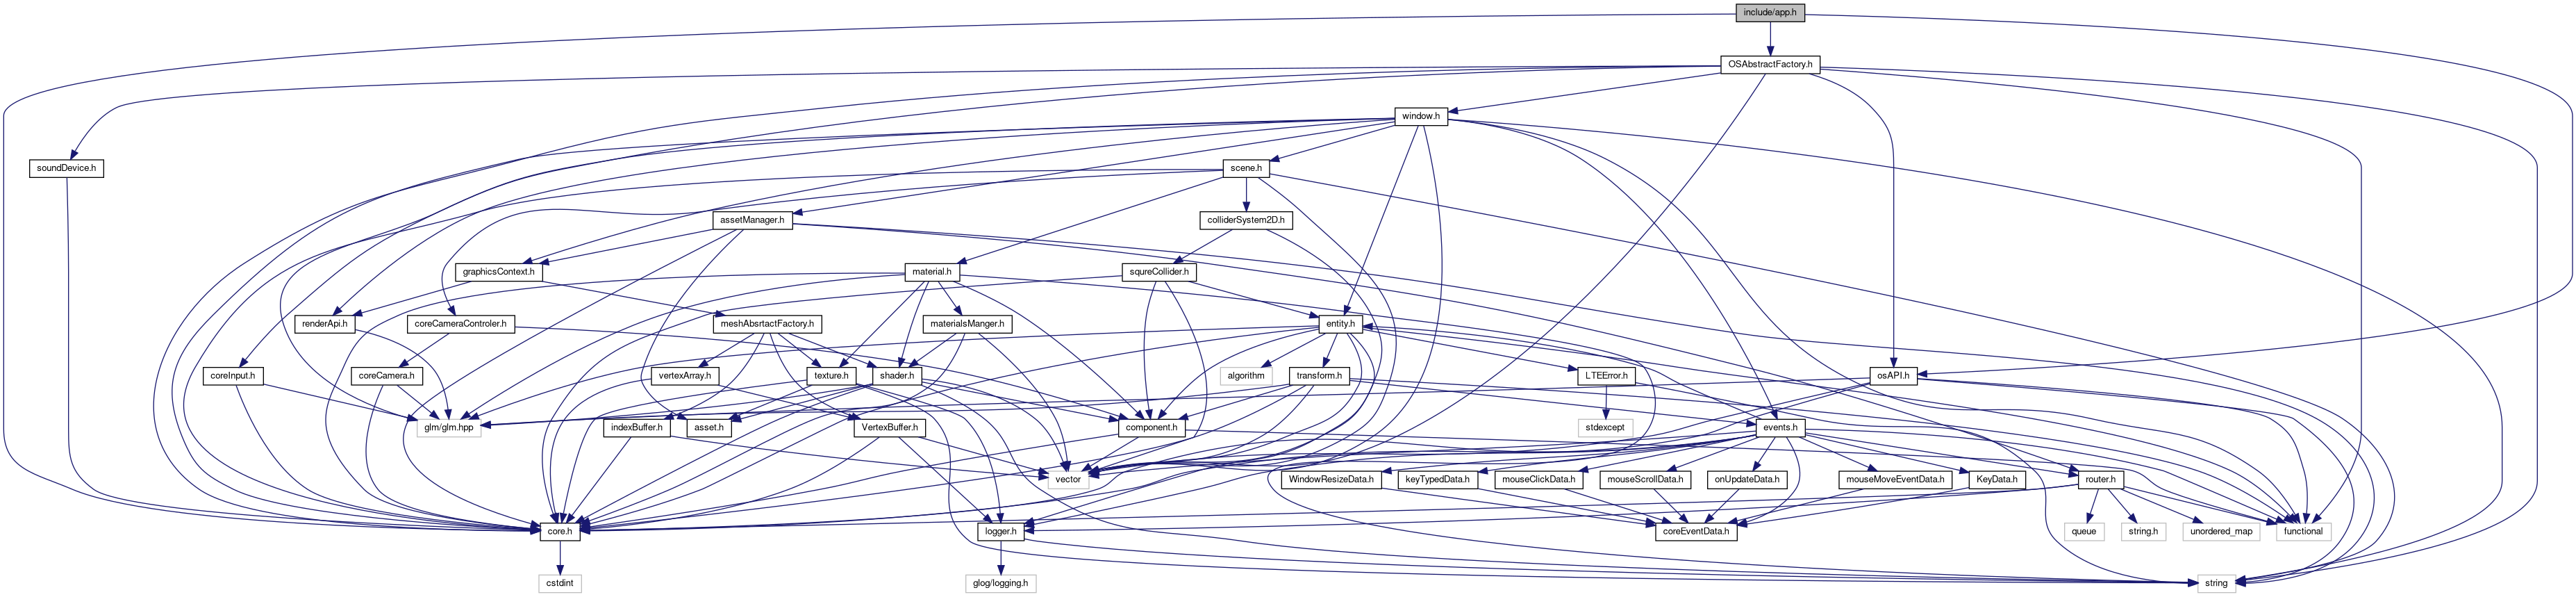 include/app.h
OSAbstractFactory.h
window.h
soundDevice.h
scene.h
assetManager.h
colliderSystem2D.h
graphicsContext.h
material.h
squreCollider.h
renderApi.h
coreCameraControler.h
meshAbsrtactFactory.h
materialsManger.h
entity.h
coreInput.h
coreCamera.h
vertexArray.h
texture.h
shader.h
algorithm
transform.h
LTEError.h
osAPI.h
glm/glm.hpp
indexBuffer.h
asset.h
VertexBuffer.h
component.h
stdexcept
events.h
vector
WindowResizeData.h
keyTypedData.h
mouseClickData.h
mouseScrollData.h
onUpdateData.h
mouseMoveEventData.h
KeyData.h
router.h
core.h
logger.h
coreEventData.h
queue
string.h
unordered_map
functional
cstdint
glog/logging.h
string